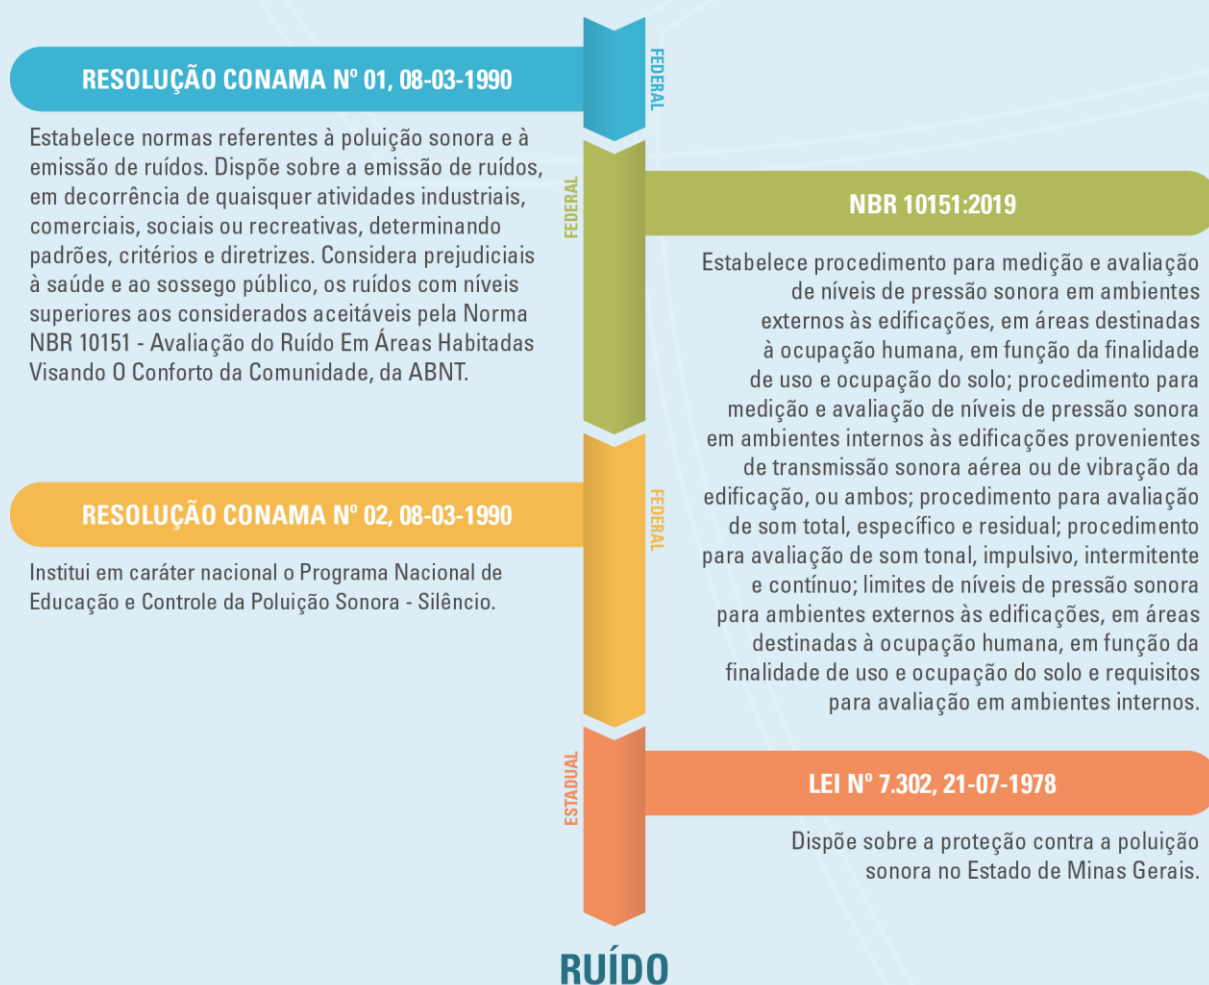 FEDERAL
RESOLUÇÃO CONAMA Nº 01, 08-03-1990
Estabelece normas referentes à poluição sonora e à
emissão de ruídos. Dispõe sobre a emissão de ruídos,
em decorrência de quaisquer atividades industriais,
comerciais, sociais ou recreativas, determinando
padrões, critérios e diretrizes. Considera prejudiciais
à saúde e ao sossego público, os ruídos com níveis
superiores aos considerados aceitáveis pela Norma
NBR 10151 - Avaliação do Ruído Em Áreas Habitadas
Visando O Conforto da Comunidade, da ABNT.
FEDERAL
NBR 10151:2019
Estabelece procedimento para medição e avaliação
de níveis de pressão sonora em ambientes
externos às edificações, em áreas destinadas
à ocupação humana, em função da finalidade
de uso e ocupação do solo; procedimento para
medição e avaliação de níveis de pressão sonora
em ambientes internos às edificações provenientes
de transmissão sonora aérea ou de vibração da
edificação, ou ambos; procedimento para avaliação
de som total, específico e residual; procedimento
para avaliação de som tonal, impulsivo, intermitente
e contínuo; limites de níveis de pressão sonora
para ambientes externos às edificações, em áreas
destinadas à ocupação humana, em função da
finalidade de uso e ocupação do solo e requisitos
para avaliação em ambientes internos.
FEDERAL
RESOLUÇÃO CONAMA Nº 02, 08-03-1990
Institui em caráter nacional o Programa Nacional de
Educação e Controle da Poluição Sonora - Silêncio.
ESTADUAL
LEI Nº 7.302, 21-07-1978
Dispõe sobre a proteção contra a poluição
sonora no Estado de Minas Gerais.
RUÍDO